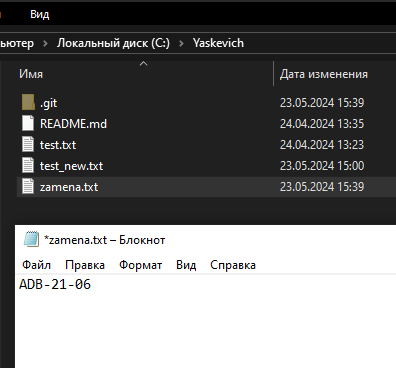 Вид
ьютер > Локальный диск (C:) > Yaskevich
Имя Дата изменения
.git 23.05.2024 15:39
README.md 24.04.2024 13:35
test.txt 24.04.2024 13:23
test_new.txt 23.05.2024 15:00
zamena.txt 23.05.2024 15:39
*zamena.txt – Блокнот
Файл Правка Формат Вид Справка
ADB-21-06